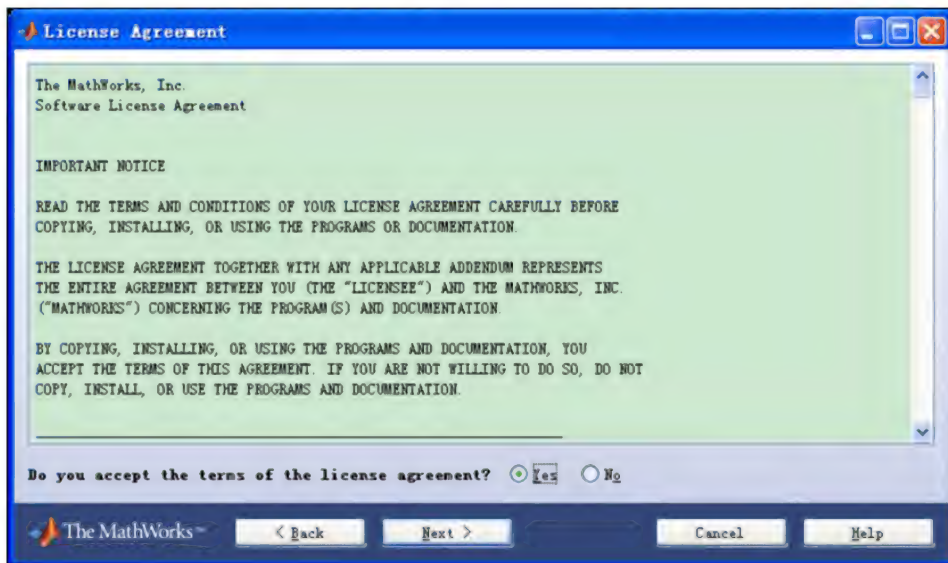 License Agreement
The MathWorks, Inc.
Software License Agreement
IMPORTANT NOTICE
READ THE TERMS AND CONDITIONS OF YOUR LICENSE AGREEMENT CAREFULLY BEFORE
COPYING, INSTALLING, OR USING THE PROGRAMS OR DOCUMENTATION.
THE LICENSE AGREEMENT TOGETHER WITH ANY APPLICABLE ADDENDUM REPRESENTS
THE ENTIRE AGREEMENT BETWEEN YOU (THE "LICENSEE") AND THE MATHWORKS, INC.
("MATHWORKS") CONCERNING THE PROGRAM(S) AND DOCUMENTATION.
BY COPYING, INSTALLING, OR USING THE PROGRAMS AND DOCUMENTATION, YOU
ACCEPT THE TERMS OF THIS AGREEMENT. IF YOU ARE NOT WILLING TO DO SO, DO NOT
COPY, INSTALL, OR USE THE PROGRAMS AND DOCUMENTATION.
Do you accept the terms of the license agreement? Yes No
The MathWorks™ < Back Next > Cancel Help